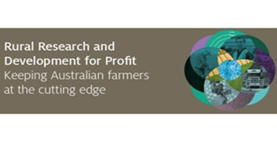 Rural Research and
Development for Profit
Keeping Australian farmers
at the cutting edge